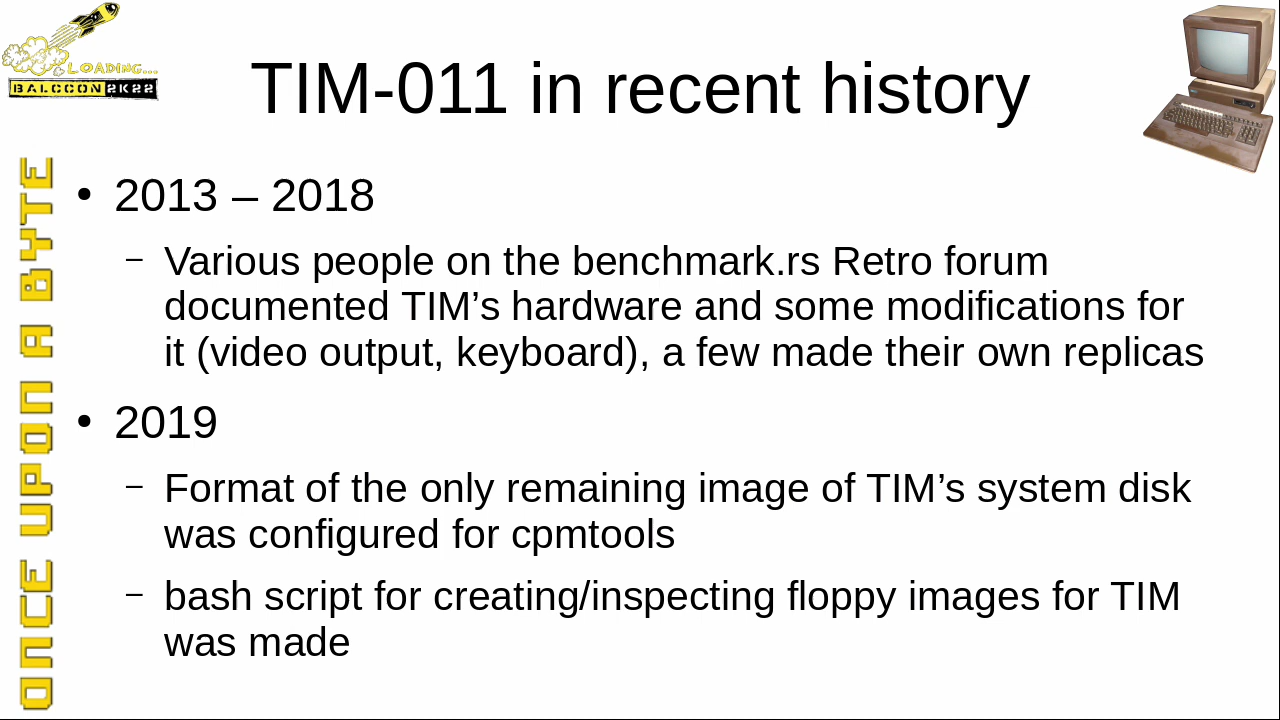 LOADING....
BALCCON2K22
TIM-011 in recent history
ONCE UPON A BYTE
• 2013 – 2018
– Various people on the benchmark.rs Retro forum
documented TIM’s hardware and some modifications for
it (video output, keyboard), a few made their own replicas
• 2019
– Format of the only remaining image of TIM’s system disk
was configured for cpmtools
– bash script for creating/inspecting floppy images for TIM
was made